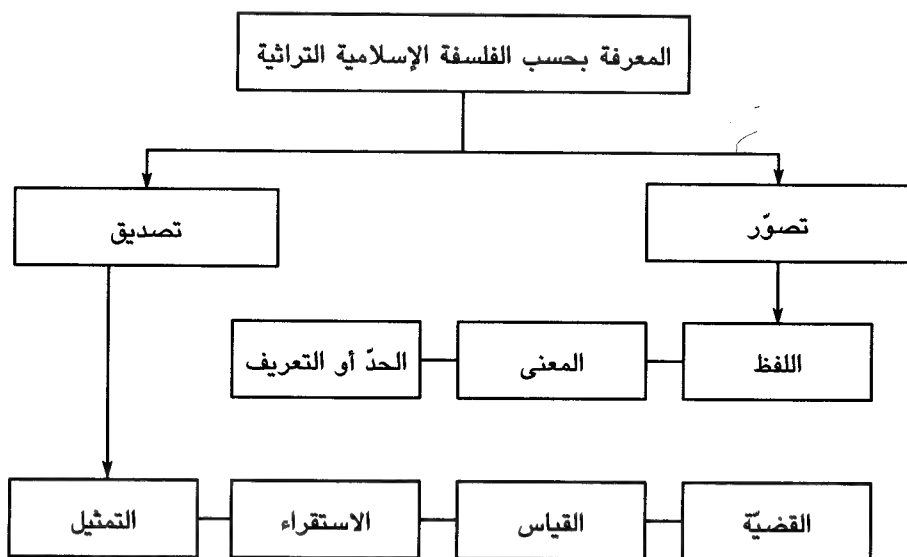 المعرفة بحسب الفلسفة الإسلامية التراثية
تصوّر
تصديق
اللفظ
المعنى
الحدّ أو التعريف
القضيّة
القياس
الاستقراء
التمثيل